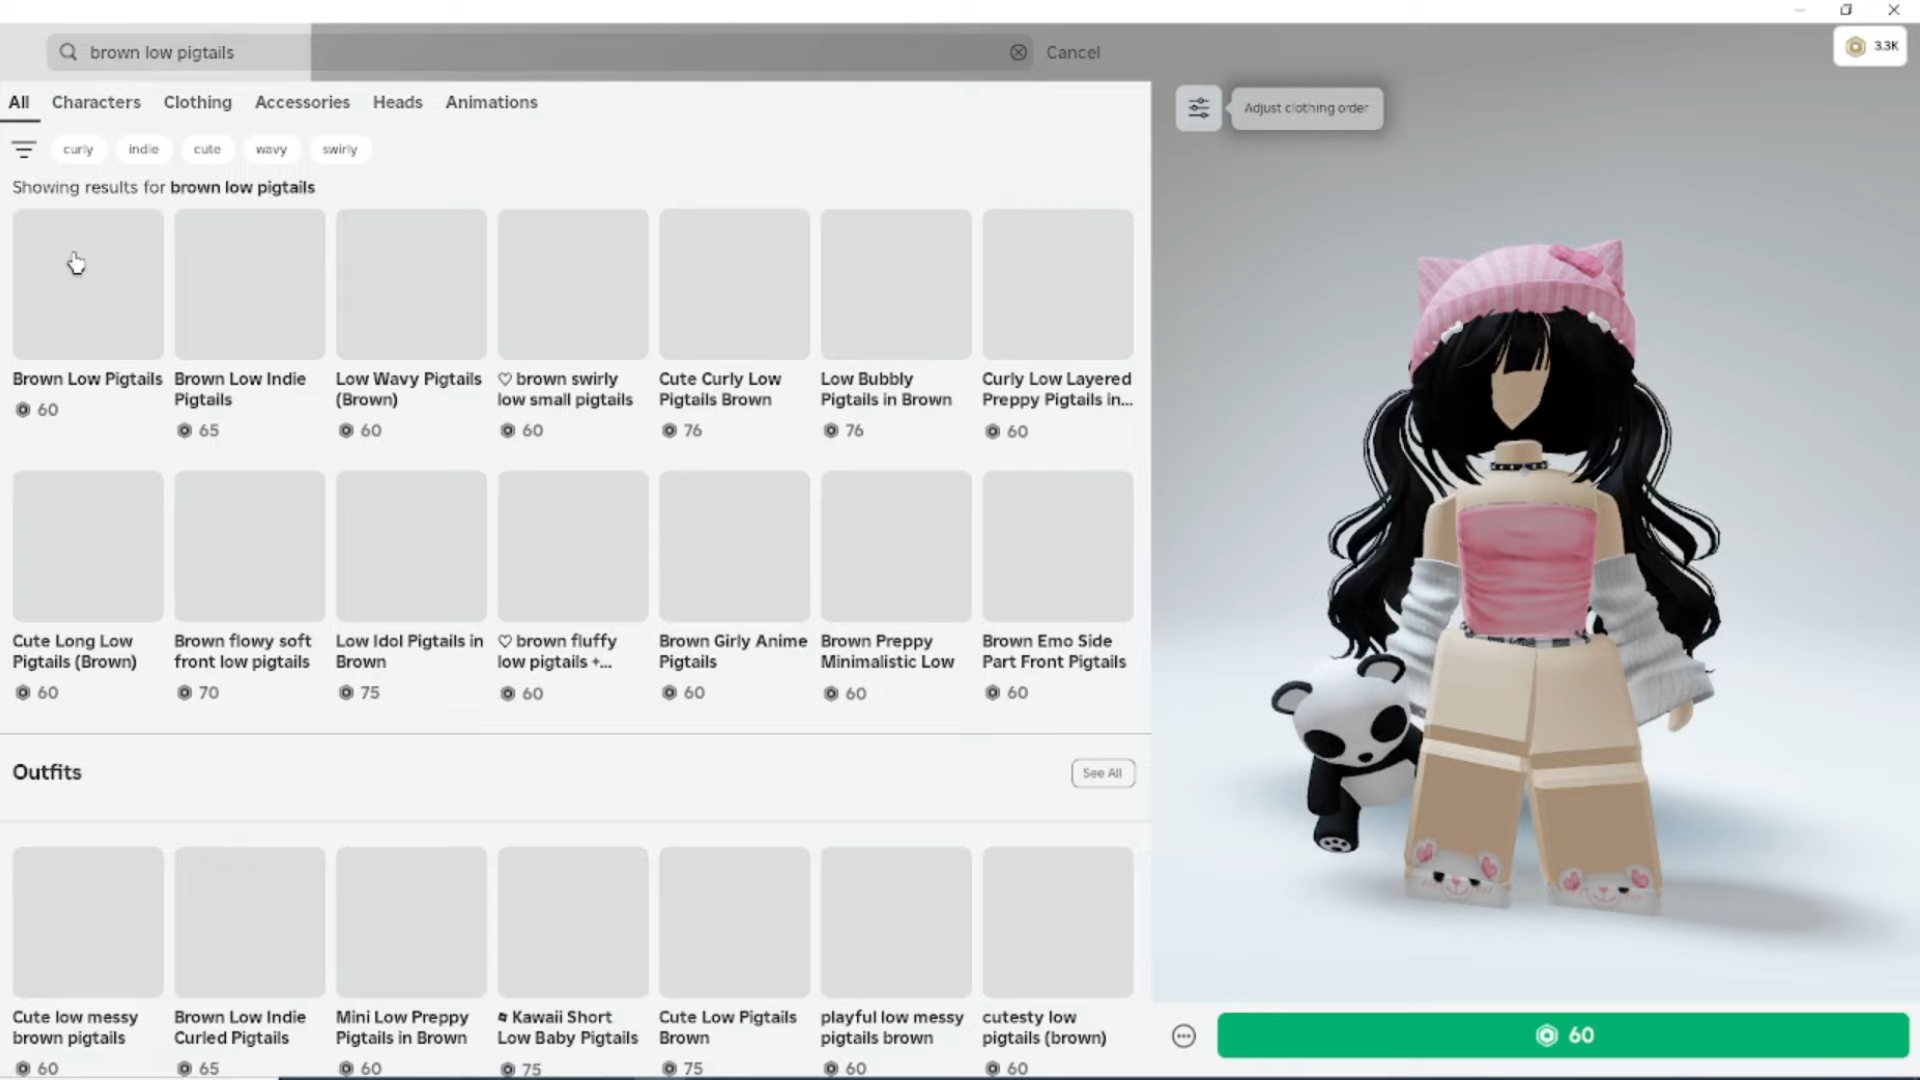 brown low pigtails
Cancel
3.3K
All Characters Clothing Accessories Heads Animations
Adjust clothing order
curly indie cute wavy swirly
Showing results for brown low pigtails
Brown Low Pigtails
60
Brown Low Indie
Pigtails
65
Low Wavy Pigtails
(Brown)
60
♡ brown swirly
low small pigtails
60
Cute Curly Low
Pigtails Brown
76
Low Bubbly
Pigtails in Brown
76
Curly Low Layered
Preppy Pigtails in...
60
Cute Long Low
Pigtails (Brown)
60
Brown flowy soft
front low pigtails
70
Low Idol Pigtails in
Brown
75
♡ brown fluffy
low pigtails +...
60
Brown Girly Anime
Pigtails
60
Brown Preppy
Minimalistic Low
60
Brown Emo Side
Part Front Pigtails
60
Outfits
See All
Cute low messy
brown pigtails
60
Brown Low Indie
Curled Pigtails
65
Mini Low Preppy
Pigtails in Brown
60
Kawaii Short
Low Baby Pigtails
75
Cute Low Pigtails
Brown
75
playful low messy
pigtails brown
60
cutesty low
pigtails (brown)
60
60